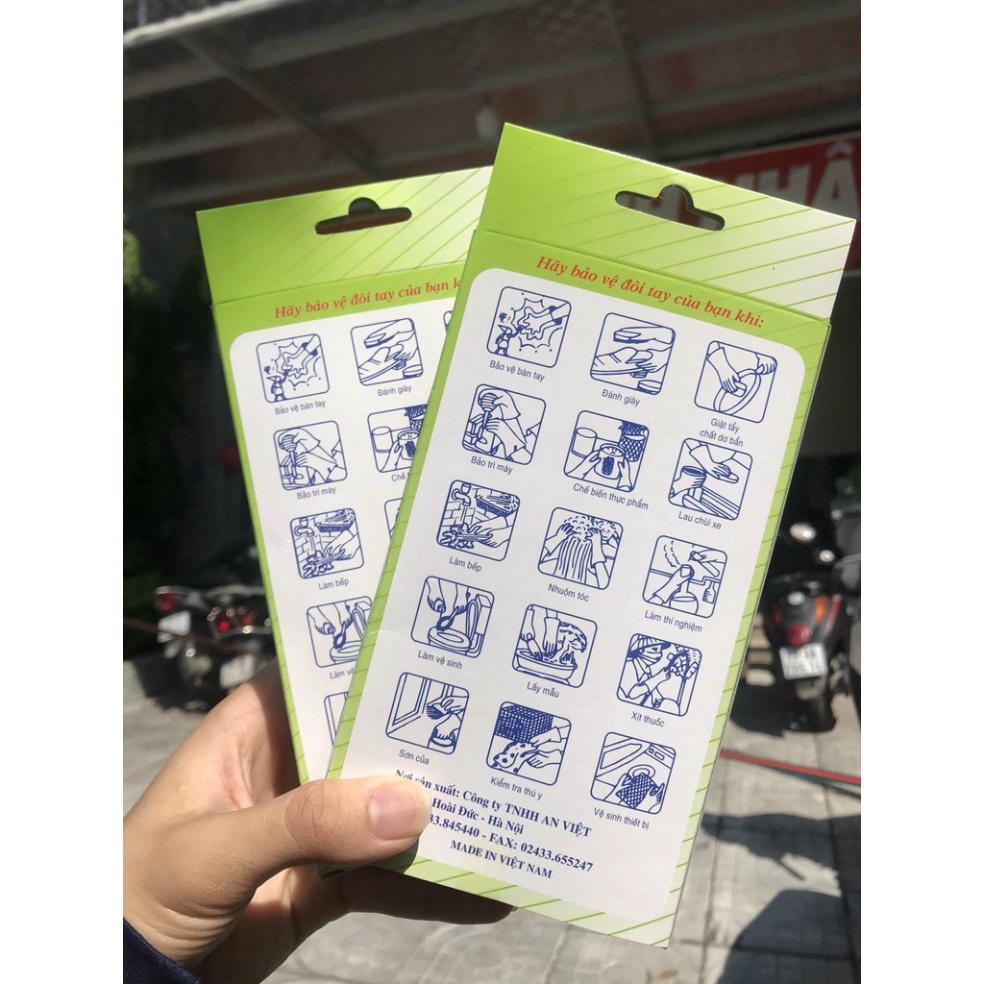 Hãy bảo vệ đôi tay của bạn khi:
Bảo vệ bàn tay
Đánh giày
Giặt tẩy
chất dơ bẩn
Bảo trì máy
Chế biến thực phẩm
Lau chùi xe
Làm bếp
Nhuộm tóc
Làm thí nghiệm
Làm vệ sinh
Lấy mẫu
Xịt thuốc
Sơn của
Kiểm tra thú y
Vệ sinh thiết bị
xuất: Công ty TNHH AN VIỆT
Hoài Đức - Hà Nội
33.845440 - FAX: 02433.655247
MADE IN VIỆT NAM
Hãy bảo vệ đôi tay của bạn
Bảo vệ bàn tay
Đánh giày
Bảo trì máy
Chế
Làm bếp
Làm